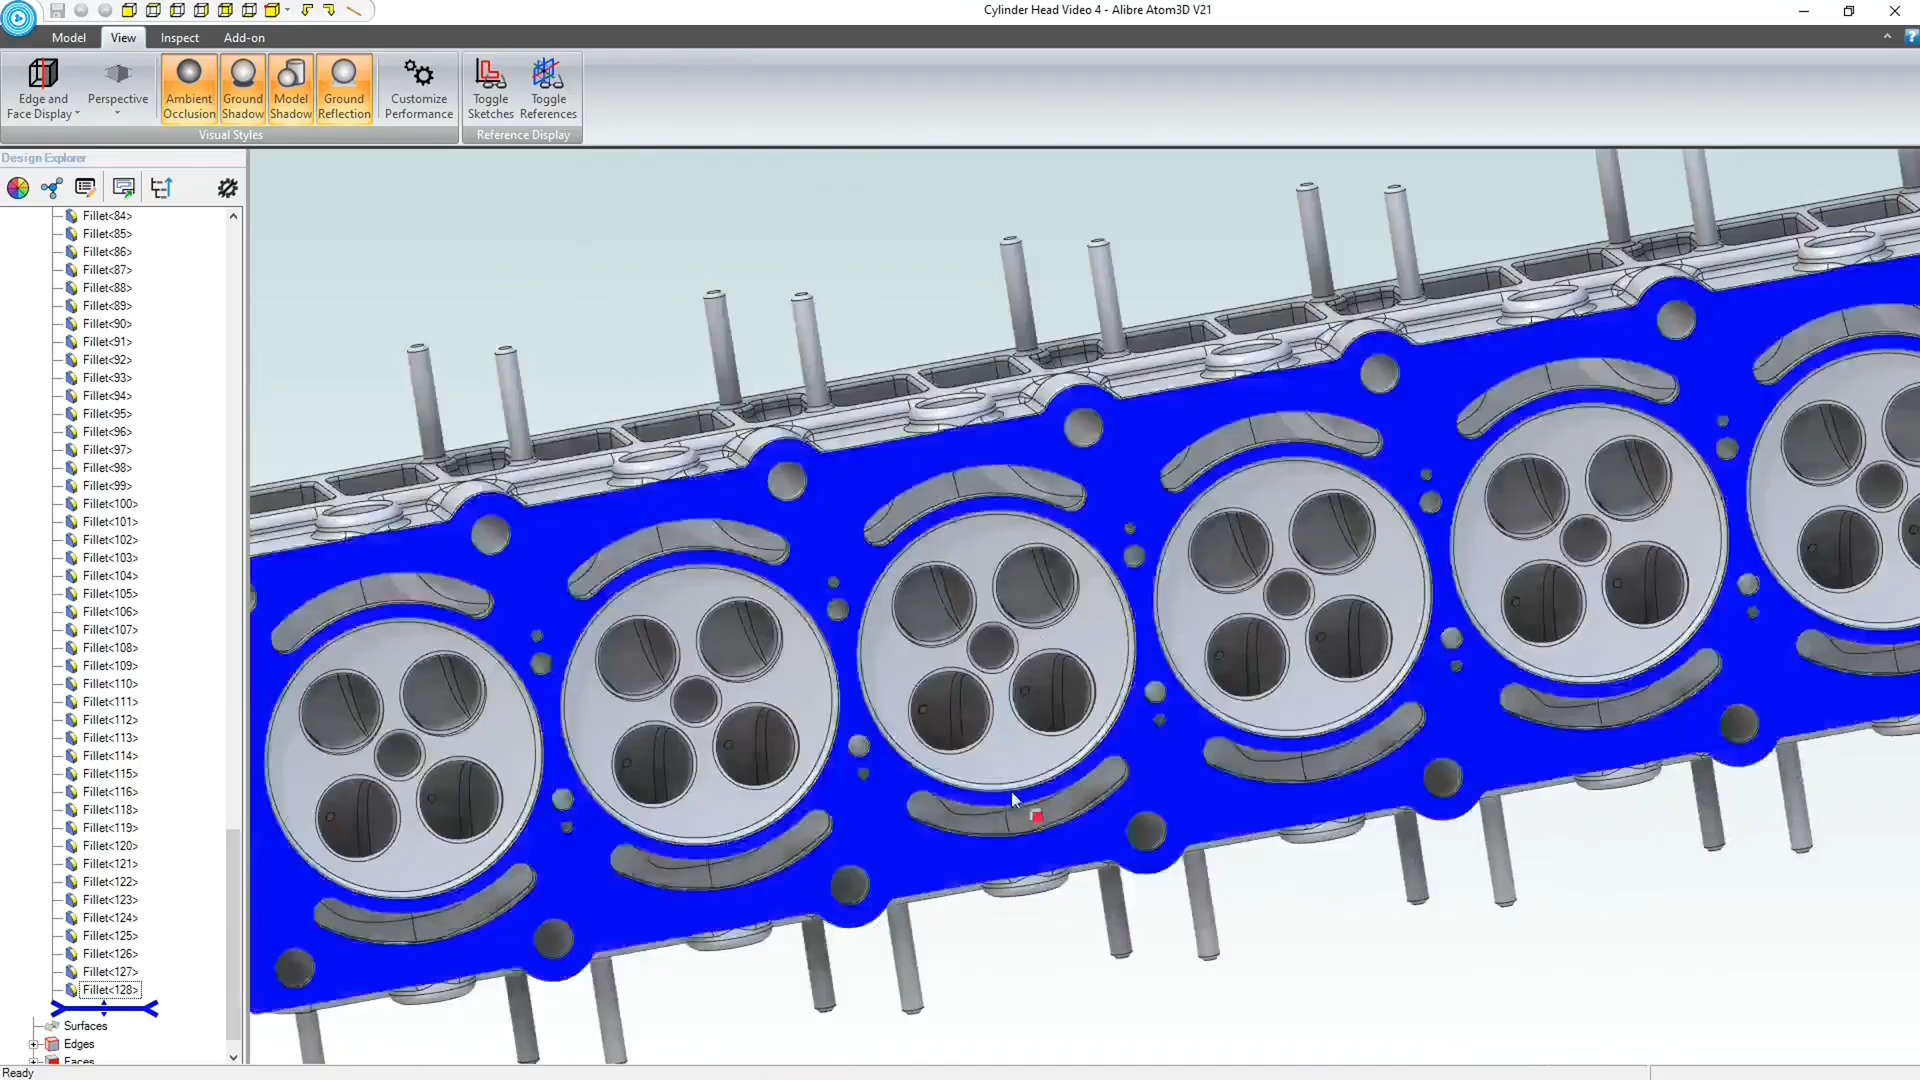 Cylinder Head Video 4 - Alibre Atom3D V21
Model View Inspect Add-on
Edge and Face Display
Perspective
Ambient Occlusion
Ground Shadow
Model Shadow
Ground Reflection
Customize Performance
Toggle Sketches
Toggle References
Visual Styles
Reference Display
Design Explorer
Fillet<84>
Fillet<85>
Fillet<86>
Fillet<87>
Fillet<88>
Fillet<89>
Fillet<90>
Fillet<91>
Fillet<92>
Fillet<93>
Fillet<94>
Fillet<95>
Fillet<96>
Fillet<97>
Fillet<98>
Fillet<99>
Fillet<100>
Fillet<101>
Fillet<102>
Fillet<103>
Fillet<104>
Fillet<105>
Fillet<106>
Fillet<107>
Fillet<108>
Fillet<109>
Fillet<110>
Fillet<111>
Fillet<112>
Fillet<113>
Fillet<114>
Fillet<115>
Fillet<116>
Fillet<118>
Fillet<119>
Fillet<120>
Fillet<121>
Fillet<122>
Fillet<123>
Fillet<124>
Fillet<125>
Fillet<126>
Fillet<127>
Fillet<128>
Surfaces
Edges
Faces
Ready